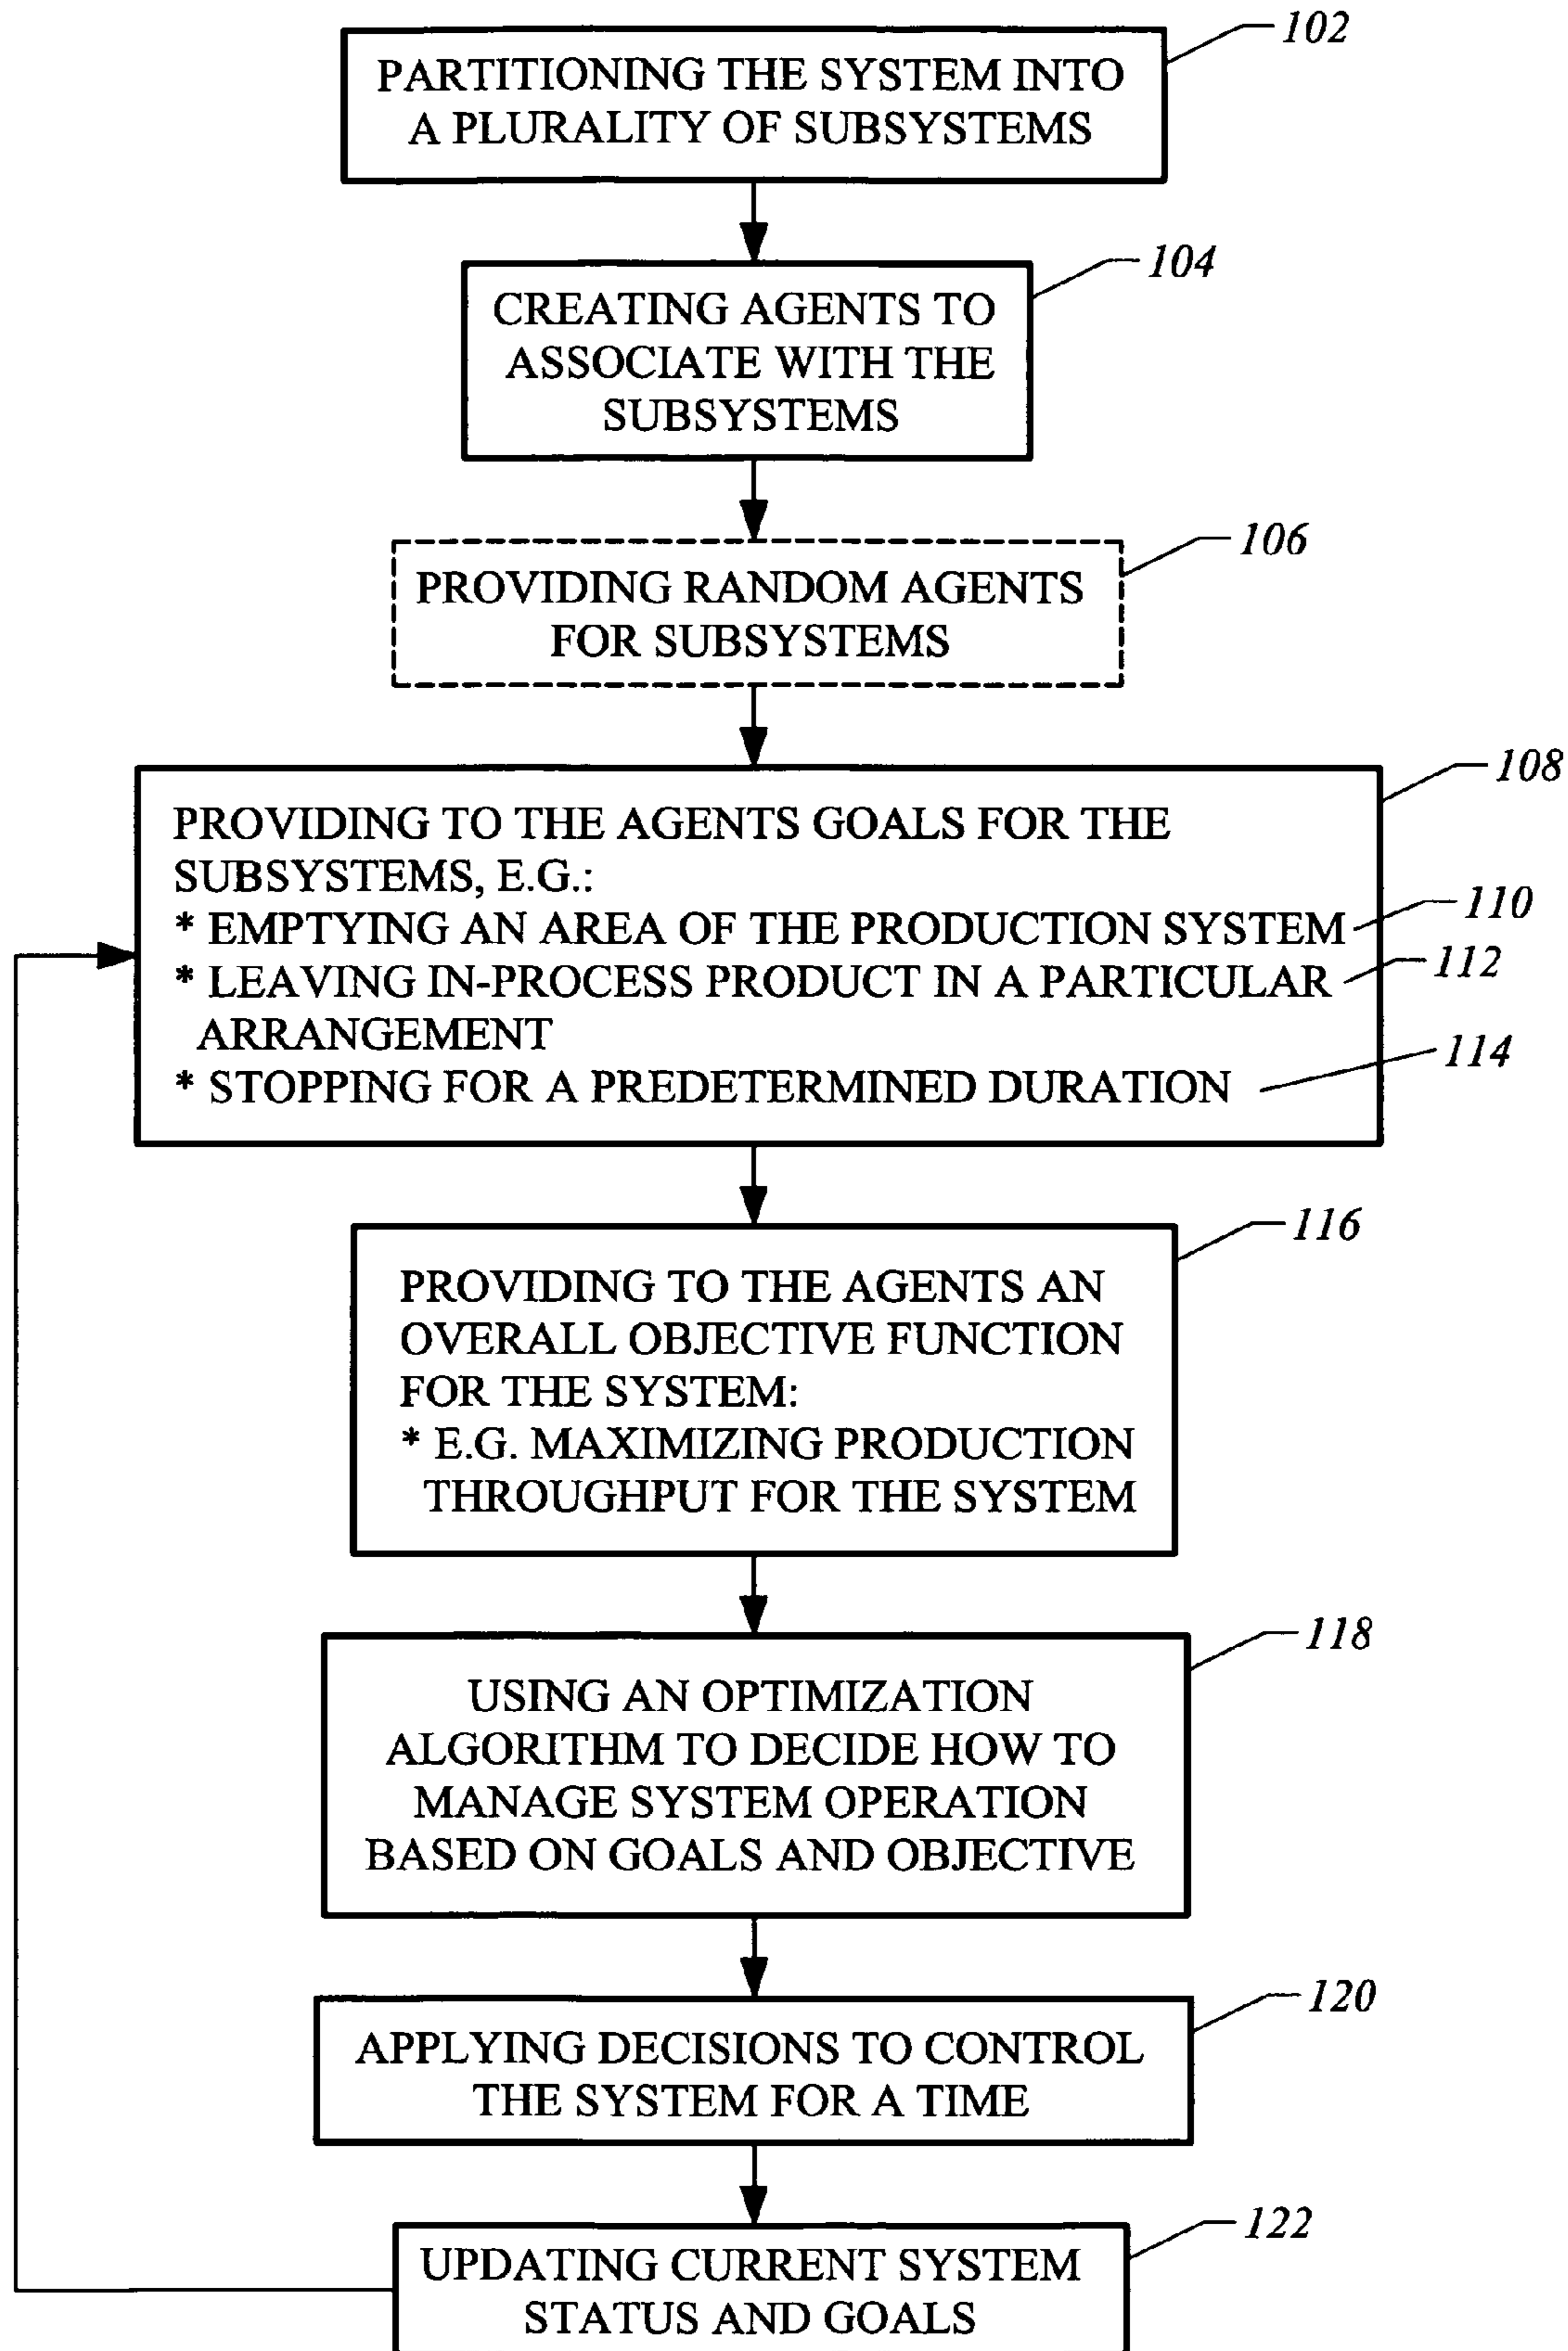 102
PARTITIONING THE SYSTEM INTO
A PLURALITY OF SUBSYSTEMS
104
CREATING AGENTS TO
ASSOCIATE WITH THE
SUBSYSTEMS
106
PROVIDING RANDOM AGENTS
FOR SUBSYSTEMS
108
PROVIDING TO THE AGENTS GOALS FOR THE
SUBSYSTEMS, E.G.:
* EMPTYING AN AREA OF THE PRODUCTION SYSTEM
110
* LEAVING IN-PROCESS PRODUCT IN A PARTICULAR
112
ARRANGEMENT
* STOPPING FOR A PREDETERMINED DURATION
114
116
PROVIDING TO THE AGENTS AN
OVERALL OBJECTIVE FUNCTION
FOR THE SYSTEM:
* E.G. MAXIMIZING PRODUCTION
THROUGHPUT FOR THE SYSTEM
118
USING AN OPTIMIZATION
ALGORITHM TO DECIDE HOW TO
MANAGE SYSTEM OPERATION
BASED ON GOALS AND OBJECTIVE
120
APPLYING DECISIONS TO CONTROL
THE SYSTEM FOR A TIME
122
UPDATING CURRENT SYSTEM
STATUS AND GOALS